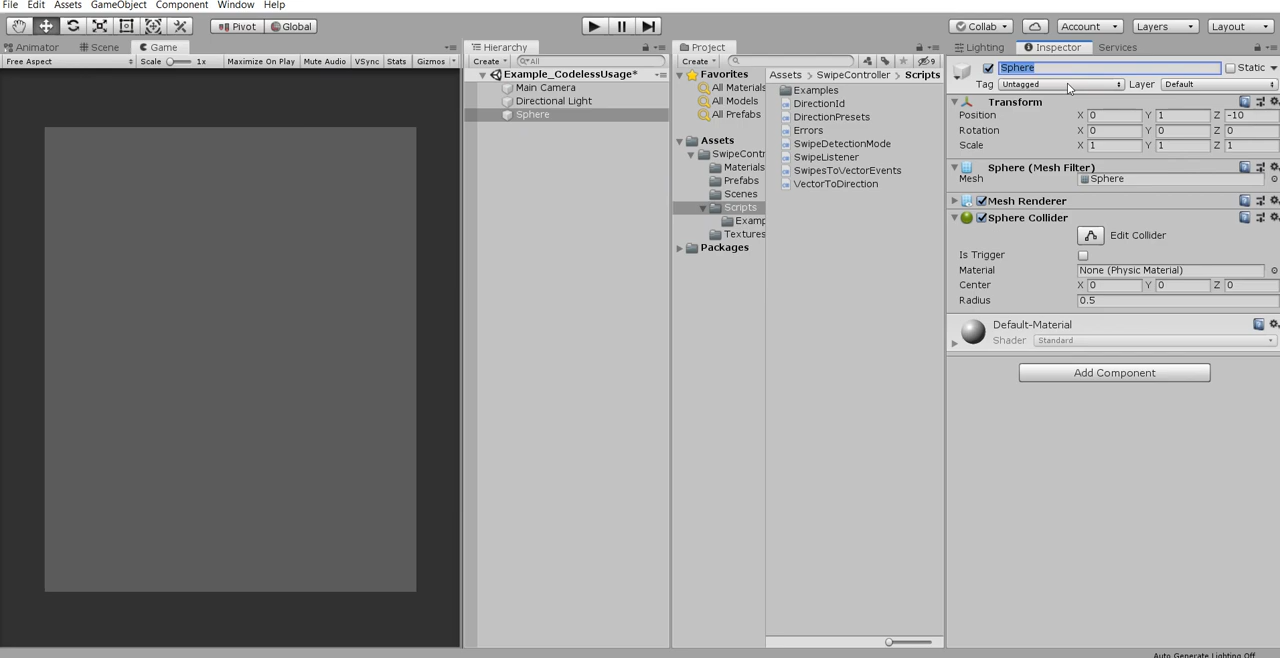 File Edit Assets GameObject Component Window Help
Pivot Global Collab Account Layers Layout
Animator Scene Game
Free Aspect Scale 1x Maximize On Play Mute Audio VSync Stats Gizmos
Hierarchy
Create All
Example_CodelessUsage*
Main Camera
Directional Light
Sphere
Project
Create 9
Favorites
All Materials
All Models
All Prefabs
Assets
SwipeContr
Materials
Prefabs
Scenes
Scripts
Examp
Textures
Packages
Assets > SwipeController > Scripts
Examples
DirectionId
DirectionPresets
Errors
SwipeDetectionMode
SwipeListener
SwipesToVectorEvents
VectorToDirection
Lighting Inspector Services
Sphere Static
Tag Untagged Layer Default
Transform
Position X 0 Y 1 Z -10
Rotation X 0 Y 0 Z 0
Scale X 1 Y 1 Z 1
Sphere (Mesh Filter)
Mesh Sphere
Mesh Renderer
Sphere Collider
Edit Collider
Is Trigger
Material None (Physic Material)
Center X 0 Y 0 Z 0
Radius 0.5
Default-Material
Shader Standard
Add Component
Auto Generate Lighting Off